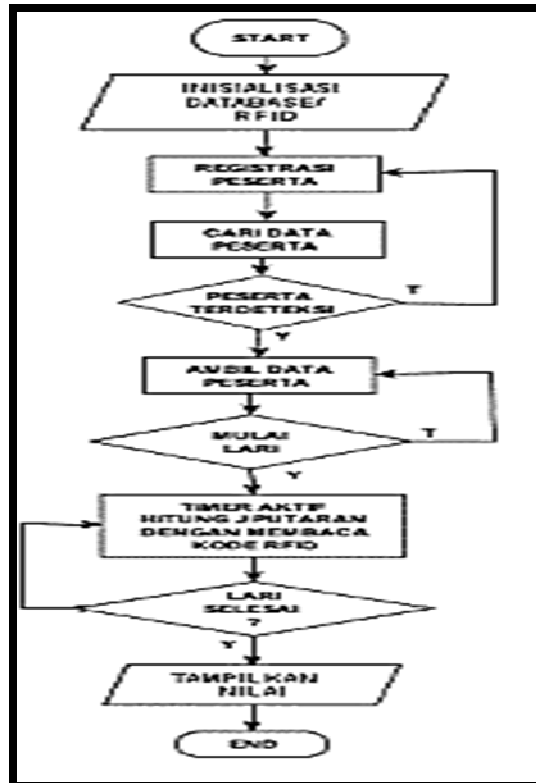 START
INISIALISASI
DATABASE/
RFID
REGISTRASI
PESERTA
CARI DATA
PESERTA
PESERTA
TERDETEKSI
T
Y
AMBIL DATA
PESERTA
MULAI
LARI
T
Y
TIMER AKTIF
HITUNG J PUTARAN
DENGAN MEMBACA
KODE RFID
LARI
SELESAI
?
Y
TAMPILKAN
NILAI
END